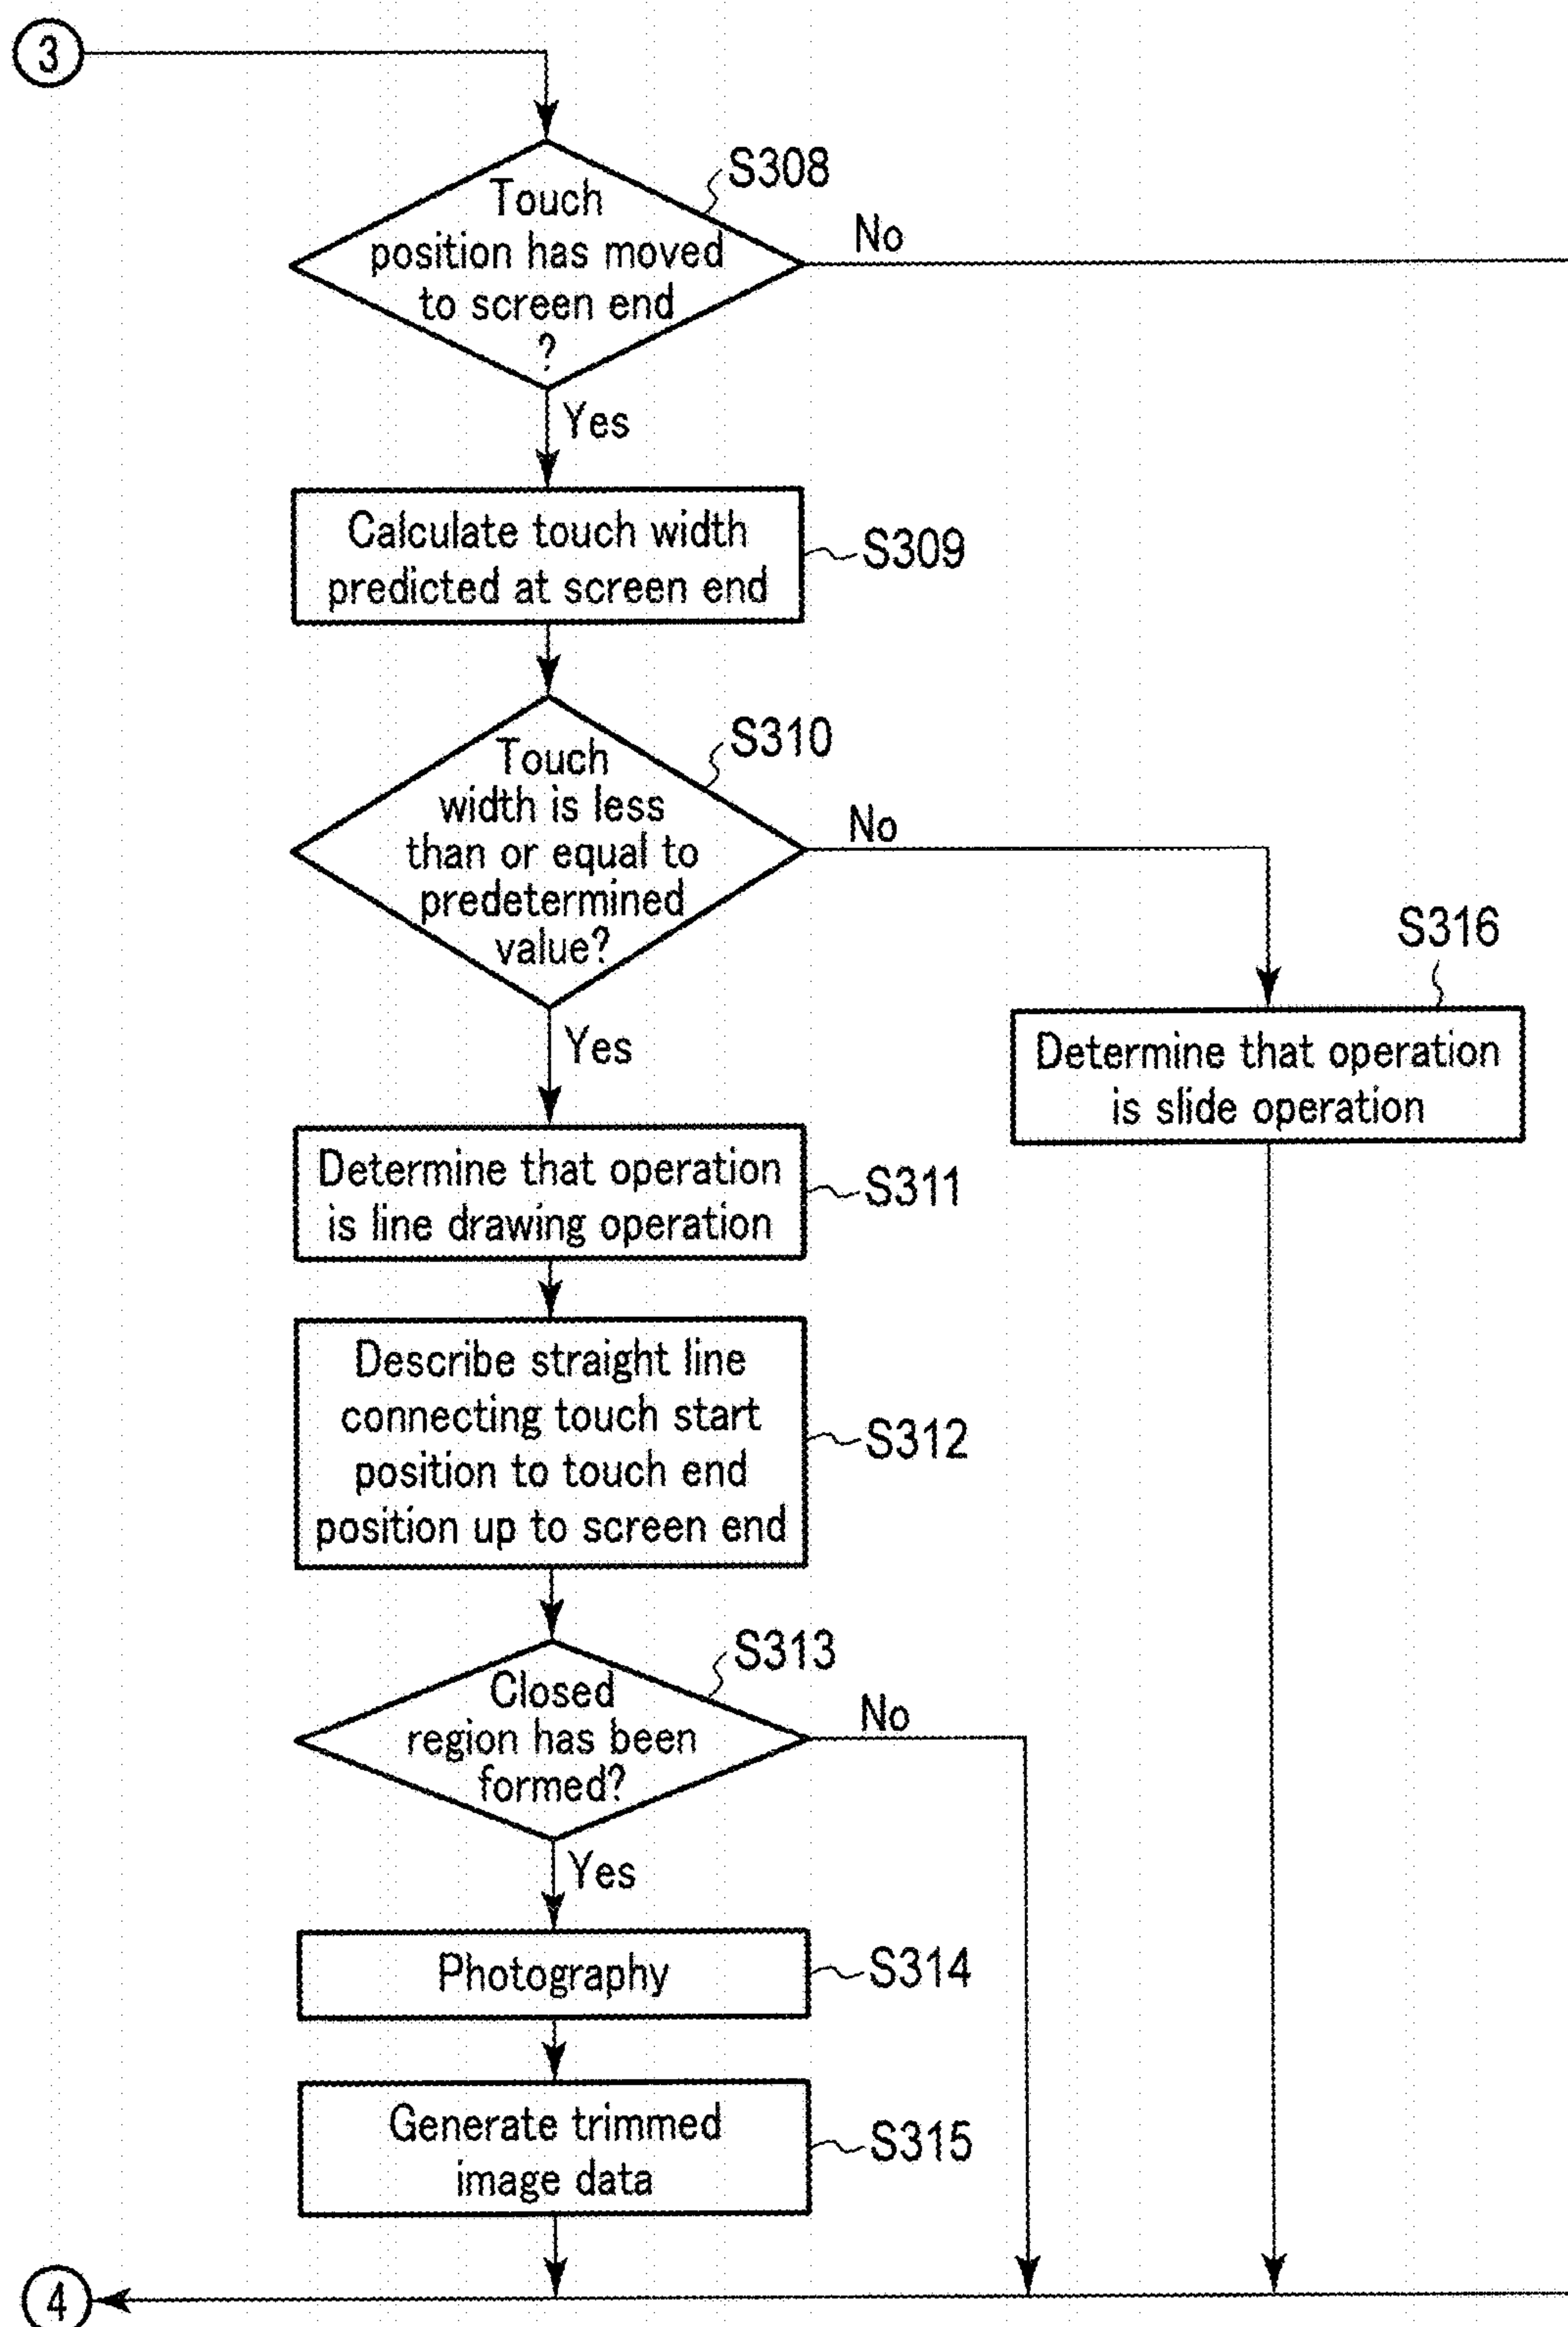 3
S308
Touch
position has moved
to screen end
?
No
Yes
Calculate touch width
predicted at screen end
S309
S310
Touch
width is less
than or equal to
predetermined
value?
No
Yes
S316
Determine that operation
is slide operation
Determine that operation
is line drawing operation
S311
Describe straight line
connecting touch start
position to touch end
position up to screen end
S312
S313
Closed
region has been
formed?
No
Yes
Photography
S314
Generate trimmed
image data
S315
4